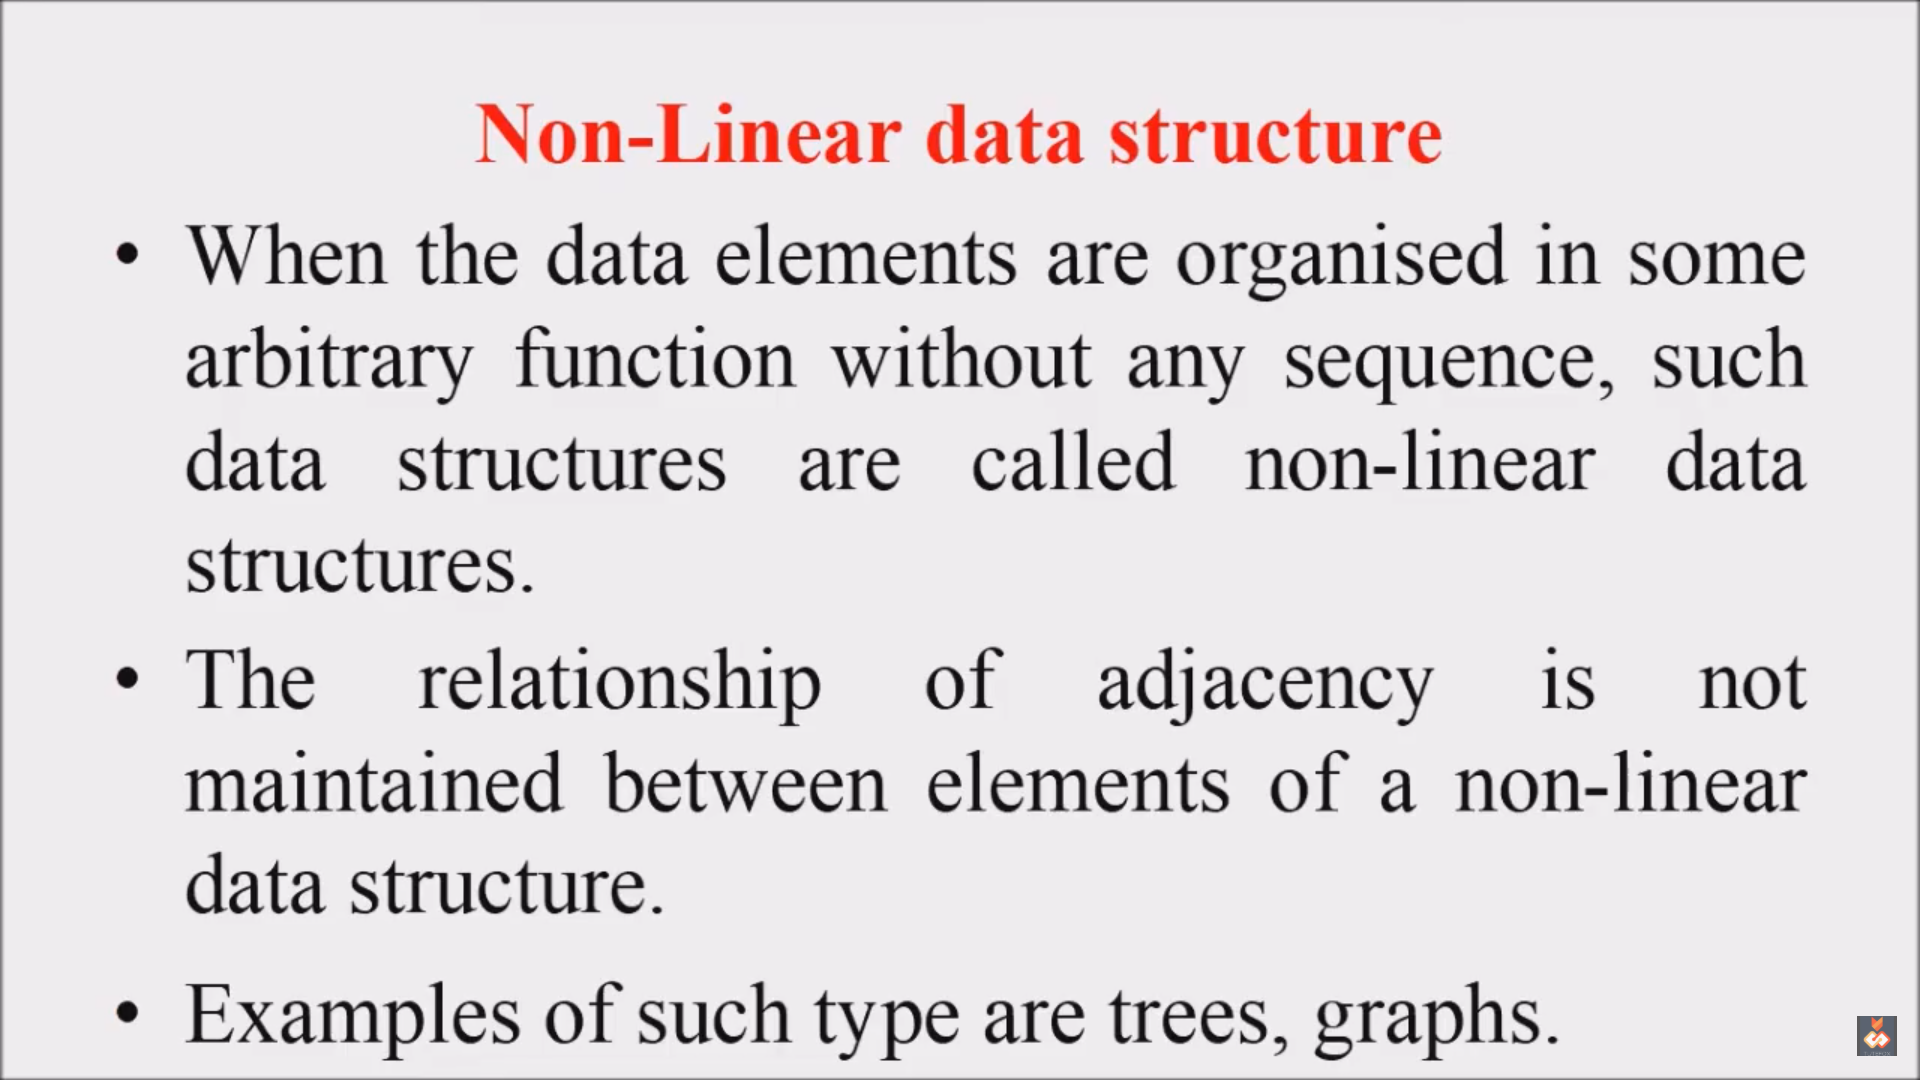 Non-Linear data structure
• When the data elements are organised in some
arbitrary function without any sequence, such
data structures are called non-linear data
structures.
• The relationship of adjacency is not
maintained between elements of a non-linear
data structure.
• Examples of such type are trees, graphs.